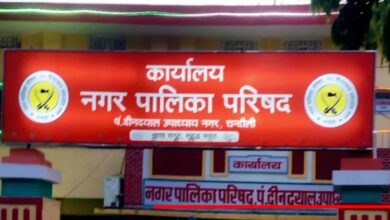 कार्यालय
नगर पालिका परिषद
पं.दीनदयाल उपाध्याय नगर, चन्दौली
कार्यालय
नगर पालिका परिषद, पं.दीनदयाल उपा